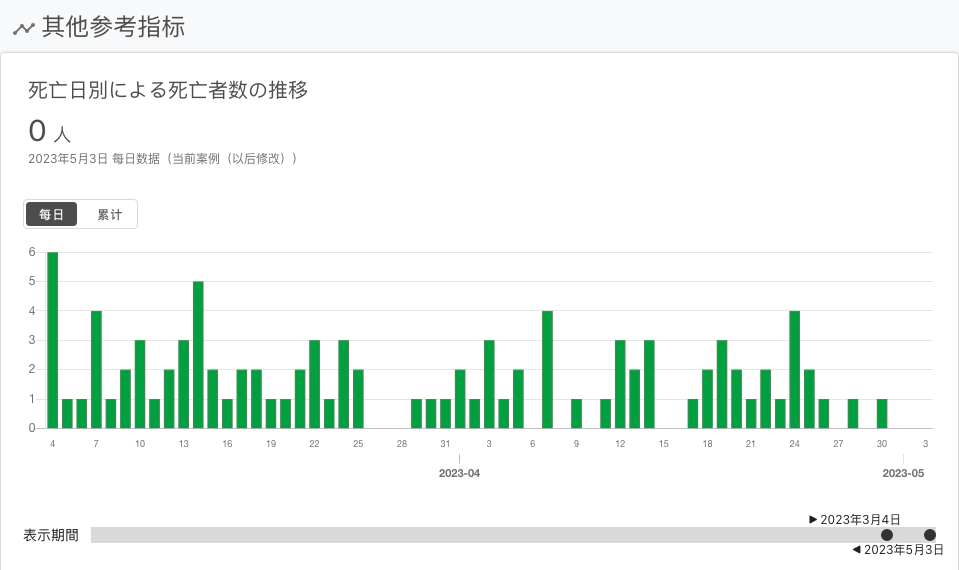 其他参考指标
死亡日別による死亡者数の推移
0 人
2023年5月3日 每日数据（当前案例（以后修改））
每日 累计
6
5
4
3
2
1
0
4 7 10 13 16 19 22 25 28 31 3 6 9 12 15 18 21 24 27 30 3
2023-04 2023-05
2023年3月4日
表示期間
2023年5月3日